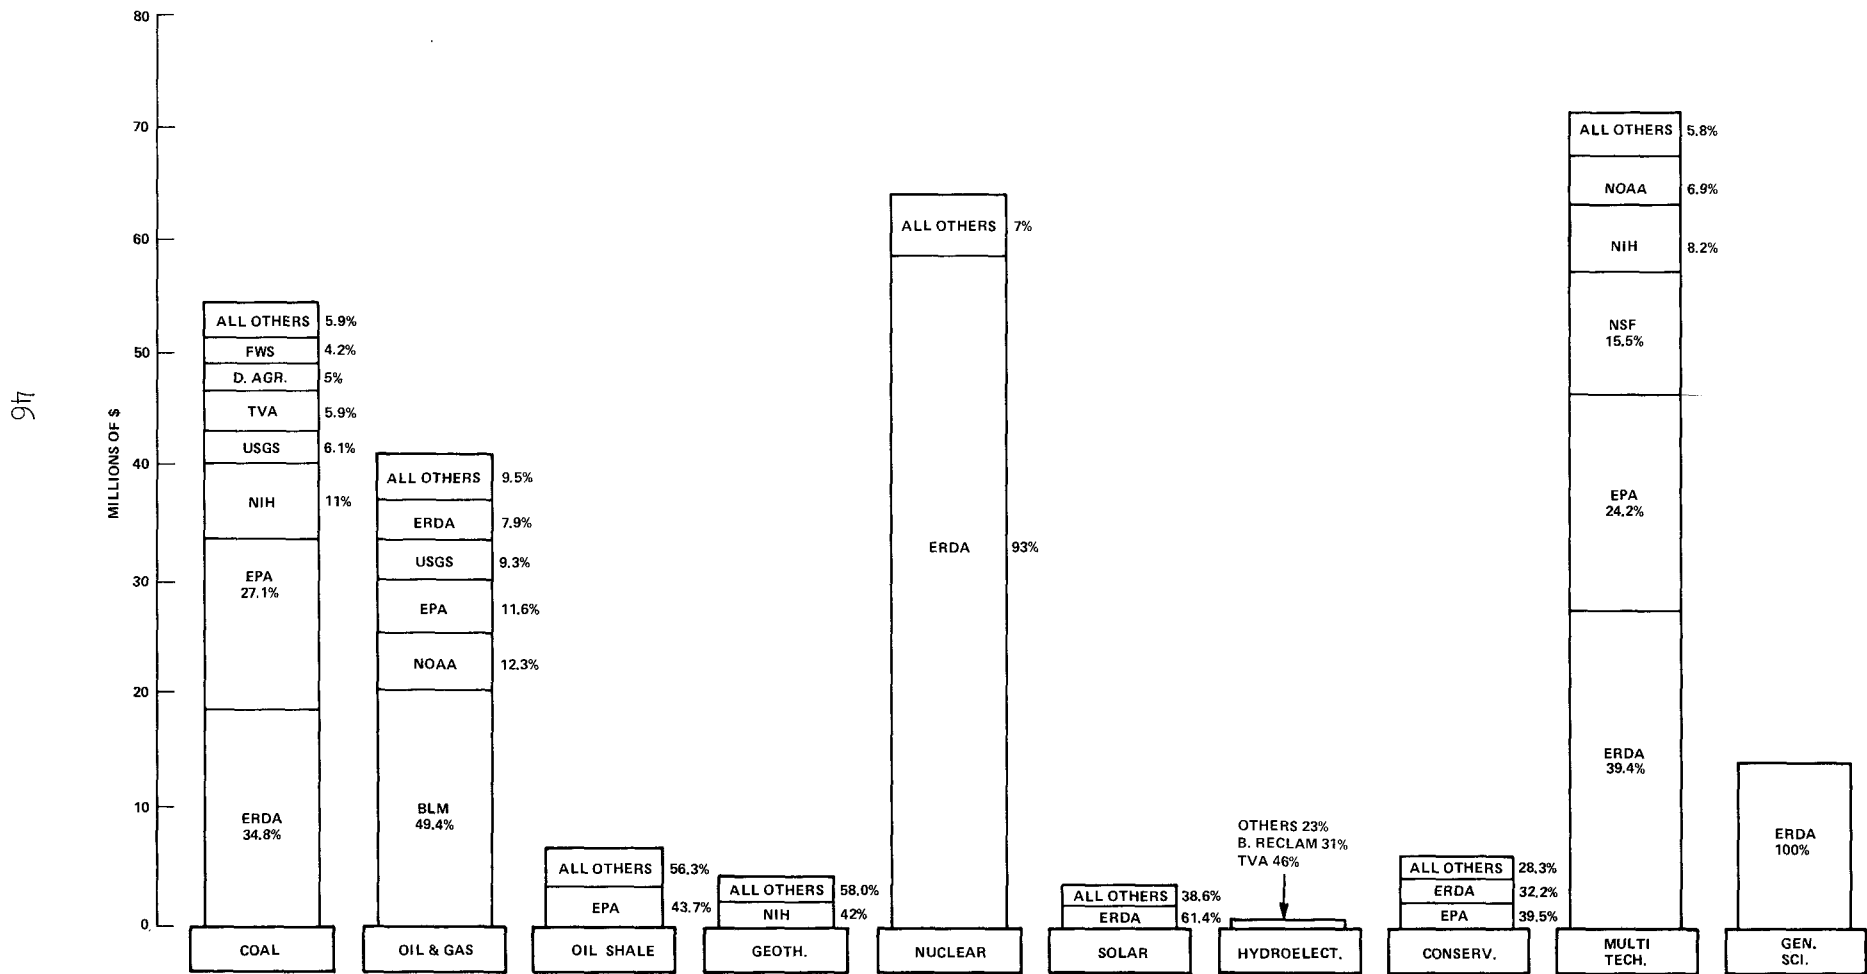 80
70
60
50
40
30
20
10
0
MILLIONS OF $
46
ALL OTHERS 5.9%
FWS 4.2%
D. AGR. 5%
TVA 5.9%
USGS 6.1%
NIH 11%
EPA
27.1%
ERDA
34.8%
COAL
ALL OTHERS 9.5%
ERDA 7.9%
USGS 9.3%
EPA 11.6%
NOAA 12.3%
BLM
49.4%
OIL & GAS
ALL OTHERS 56.3%
EPA 43.7%
OIL SHALE
ALL OTHERS 58.0%
NIH 42%
GEOTH.
ALL OTHERS 7%
ERDA 93%
NUCLEAR
ALL OTHERS 38.6%
ERDA 61.4%
SOLAR
OTHERS 23%
B. RECLAM 31%
TVA 46%
HYDROELECT.
ALL OTHERS 28.3%
ERDA 32.2%
EPA 39.5%
CONSERV.
ALL OTHERS 5.8%
NOAA 6.9%
NIH 8.2%
NSF
15.5%
EPA
24.2%
ERDA
39.4%
MULTI
TECH.
ERDA
100%
GEN.
SCI.